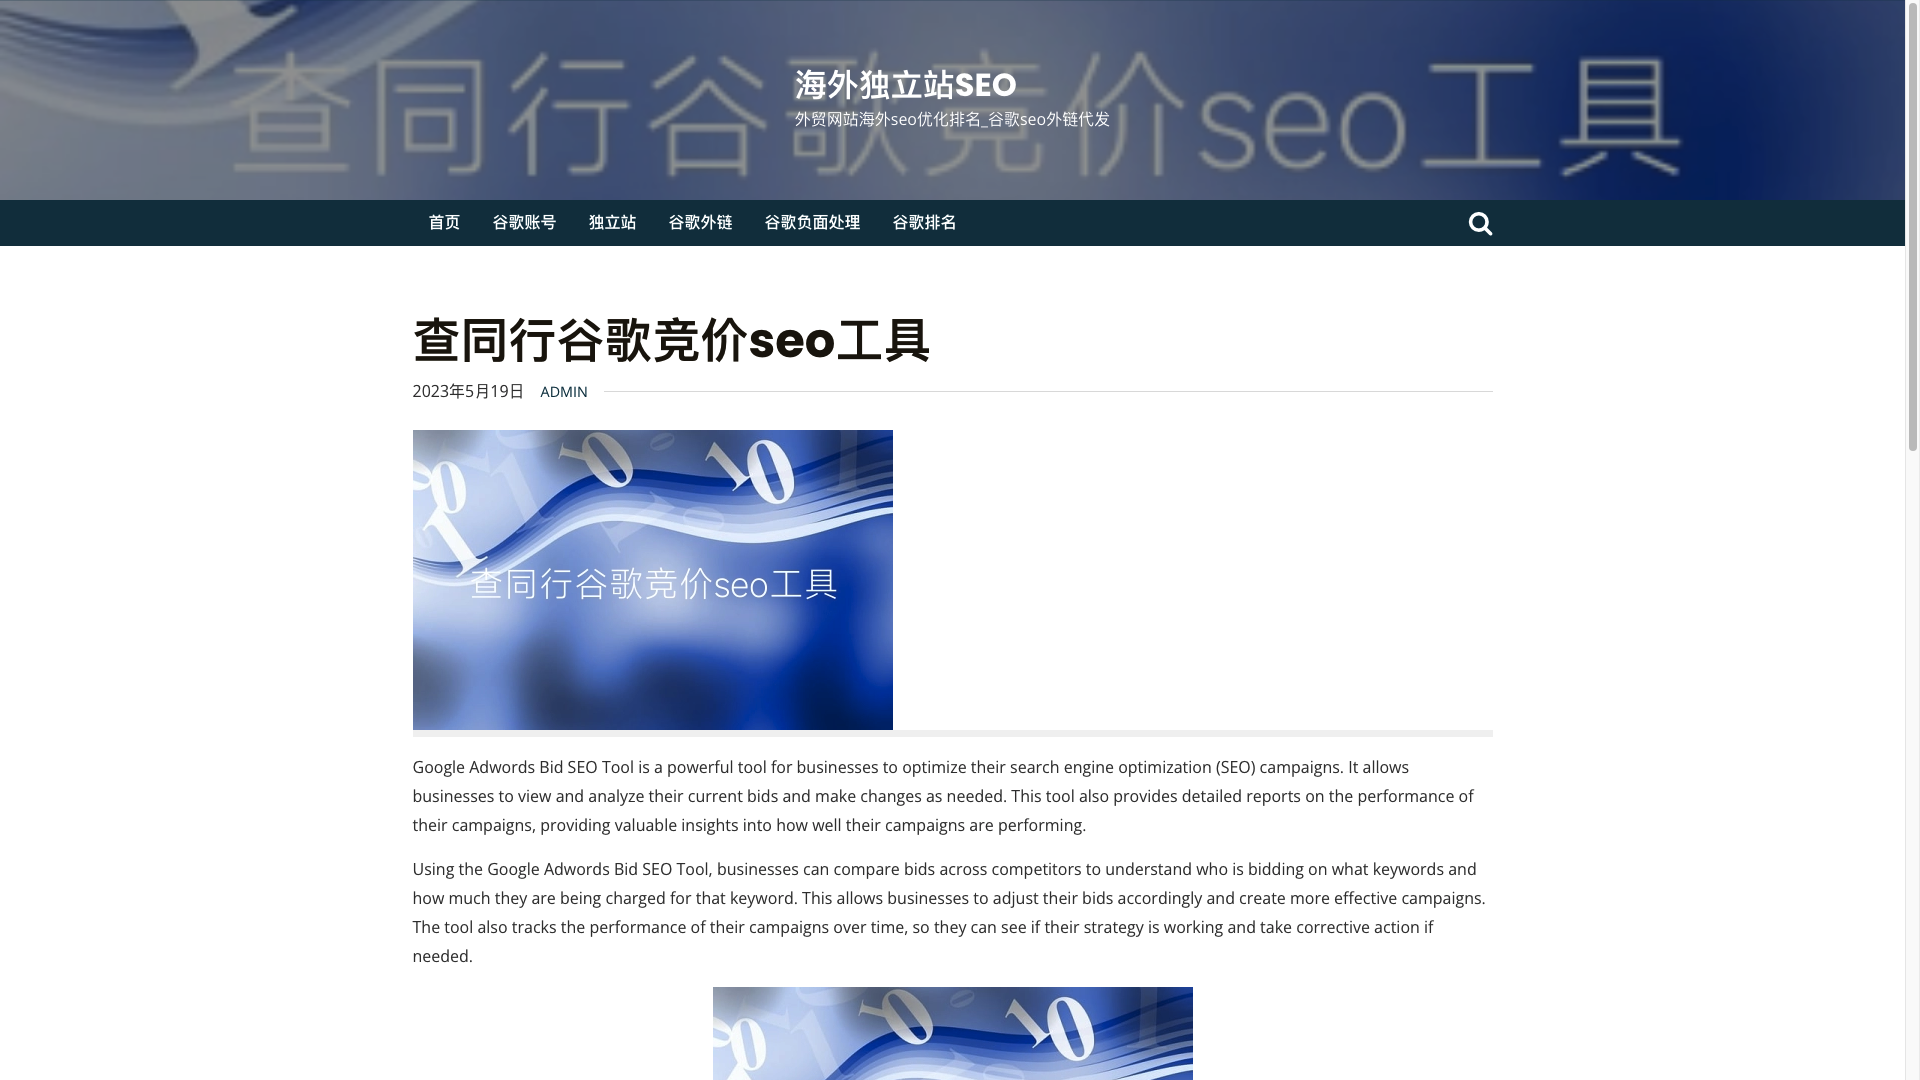 查同行谷歌竞价seo工具
海外独立站SEO
外贸网站海外seo优化排名_谷歌seo外链代发
首页 谷歌账号 独立站 谷歌外链 谷歌负面处理 谷歌排名
查同行谷歌竞价seo工具
2023年5月19日 ADMIN
查同行谷歌竞价seo工具
Google Adwords Bid SEO Tool is a powerful tool for businesses to optimize their search engine optimization (SEO) campaigns. It allows
businesses to view and analyze their current bids and make changes as needed. This tool also provides detailed reports on the performance of
their campaigns, providing valuable insights into how well their campaigns are performing.
Using the Google Adwords Bid SEO Tool, businesses can compare bids across competitors to understand who is bidding on what keywords and
how much they are being charged for that keyword. This allows businesses to adjust their bids accordingly and create more effective campaigns.
The tool also tracks the performance of their campaigns over time, so they can see if their strategy is working and take corrective action if
needed.